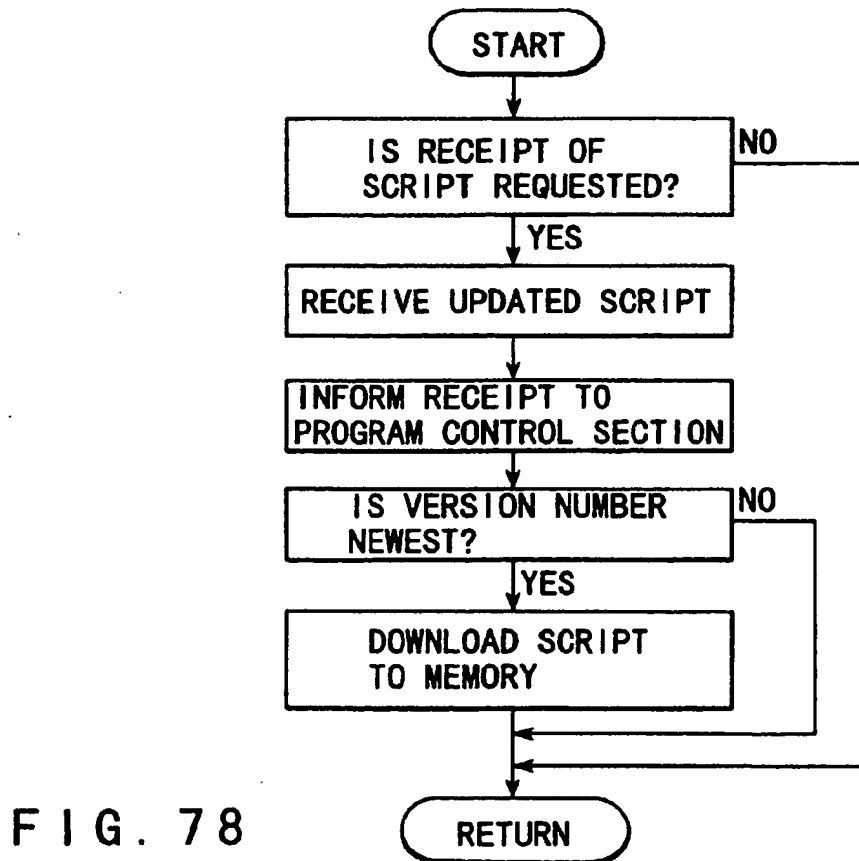 START
IS RECEIPT OF
SCRIPT REQUESTED?
NO
YES
RECEIVE UPDATED SCRIPT
INFORM RECEIPT TO
PROGRAM CONTROL SECTION
IS VERSION NUMBER
NEWEST?
NO
YES
DOWNLOAD SCRIPT
TO MEMORY
RETURN
FIG. 78